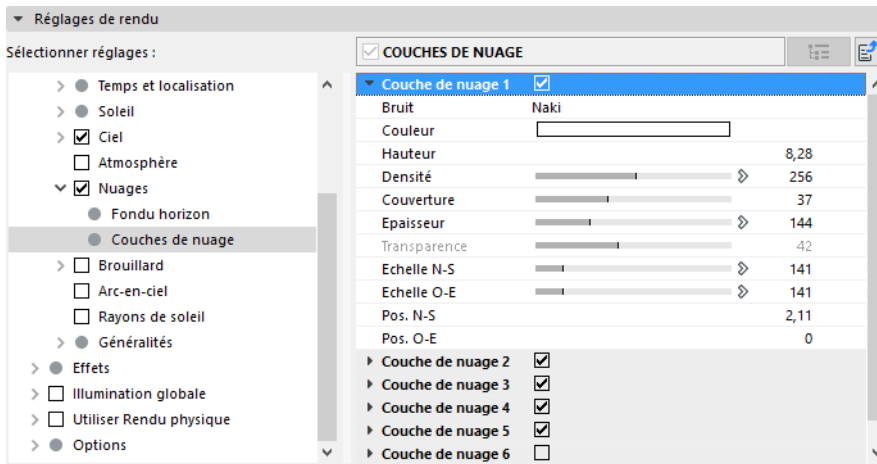 Réglages de rendu
Sélectionner réglages :
Temps et localisation
Soleil
Ciel
Atmosphère
Nuages
Fondu horizon
Couches de nuage
Brouillard
Arc-en-ciel
Rayons de soleil
Généralités
Effets
Illumination globale
Utiliser Rendu physique
Options
COUCHES DE NUAGE
Couche de nuage 1
Bruit Naki
Couleur
Hauteur 8,28
Densité 256
Couverture 37
Epaisseur 144
Transparence 42
Echelle N-S 141
Echelle O-E 141
Pos. N-S 2,11
Pos. O-E 0
Couche de nuage 2
Couche de nuage 3
Couche de nuage 4
Couche de nuage 5
Couche de nuage 6